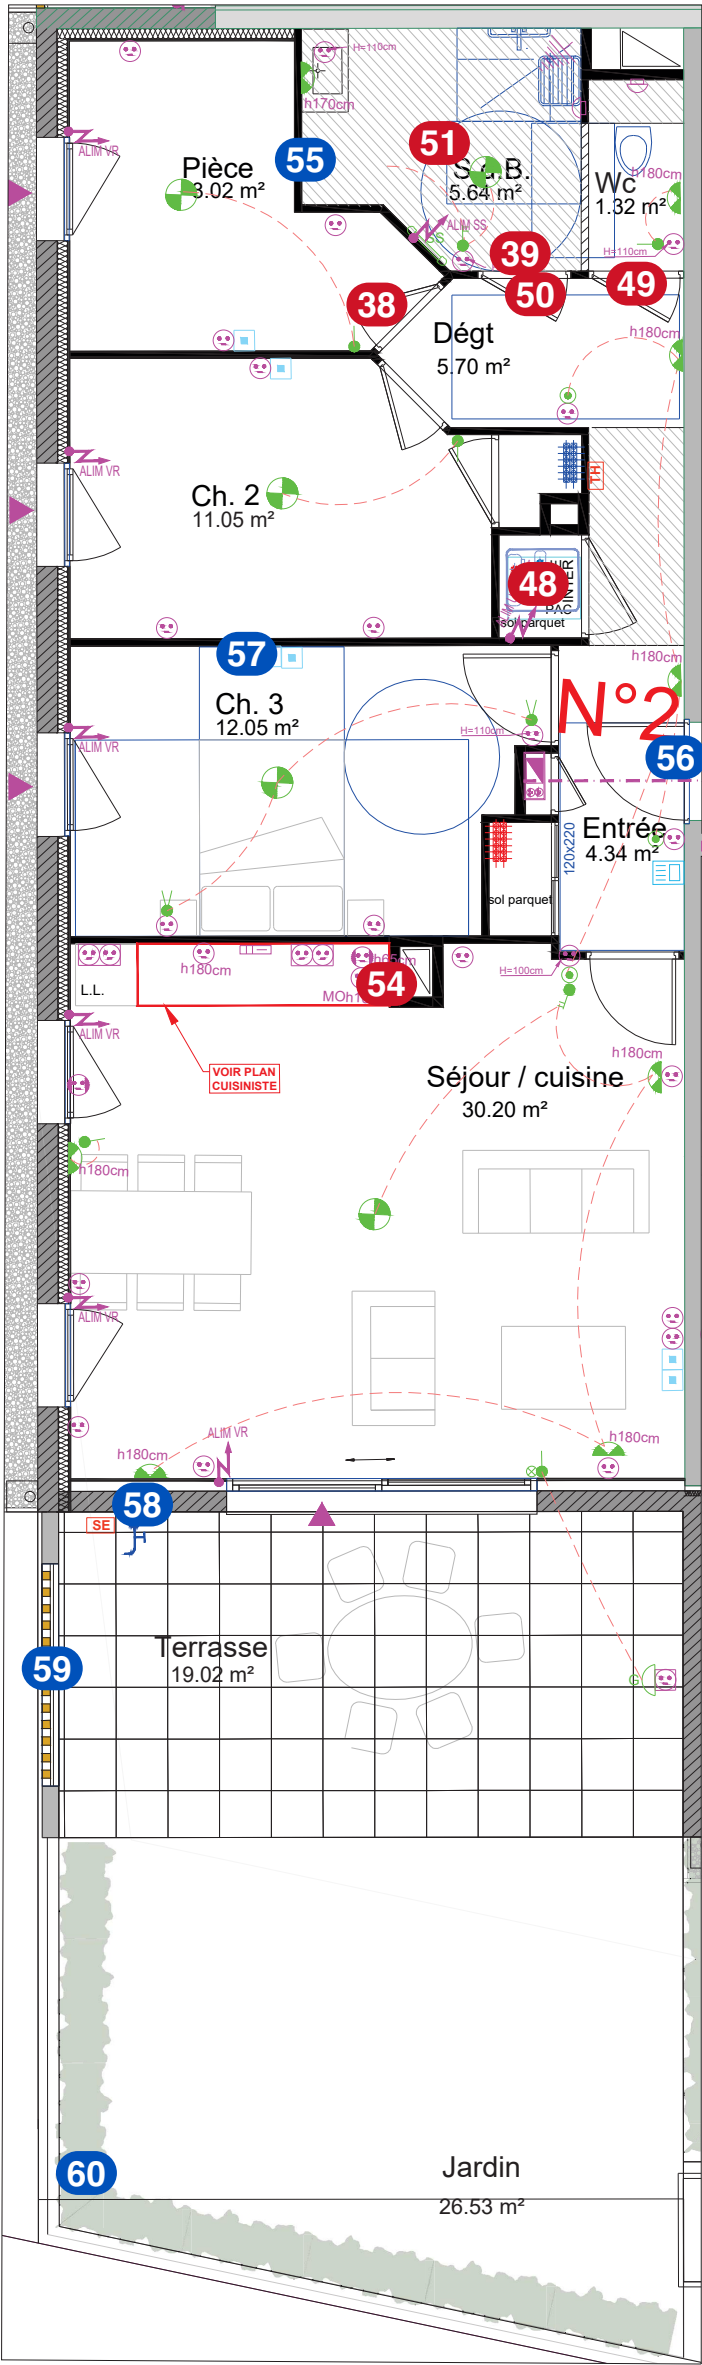 H=110cm
h170cm
51
55
ALIM VR
Pièce
8.02 m²
S.d.B.
5.64 m²
Wc
1.32 m²
h180cm
ALIM SS
SS
H=110cm
39
38
50
49
Dégt
5.70 m²
h180cm
ALIM VR
Ch. 2
11.05 m²
TH
48
sol parquet
57
h180cm
Ch. 3
12.05 m²
N°2
H=110cm
ALIM VR
56
Entrée
4.34 m²
120x220
sol parquet
h180cm
H=100cm
54
L.L.
ALIM VR
VOIR PLAN
CUISINISTE
h180cm
Séjour / cuisine
30.20 m²
h180cm
ALIM VR
ALIM VR
h180cm
h180cm
58
SE
Terrasse
19.02 m²
59
G
60
Jardin
26.53 m²